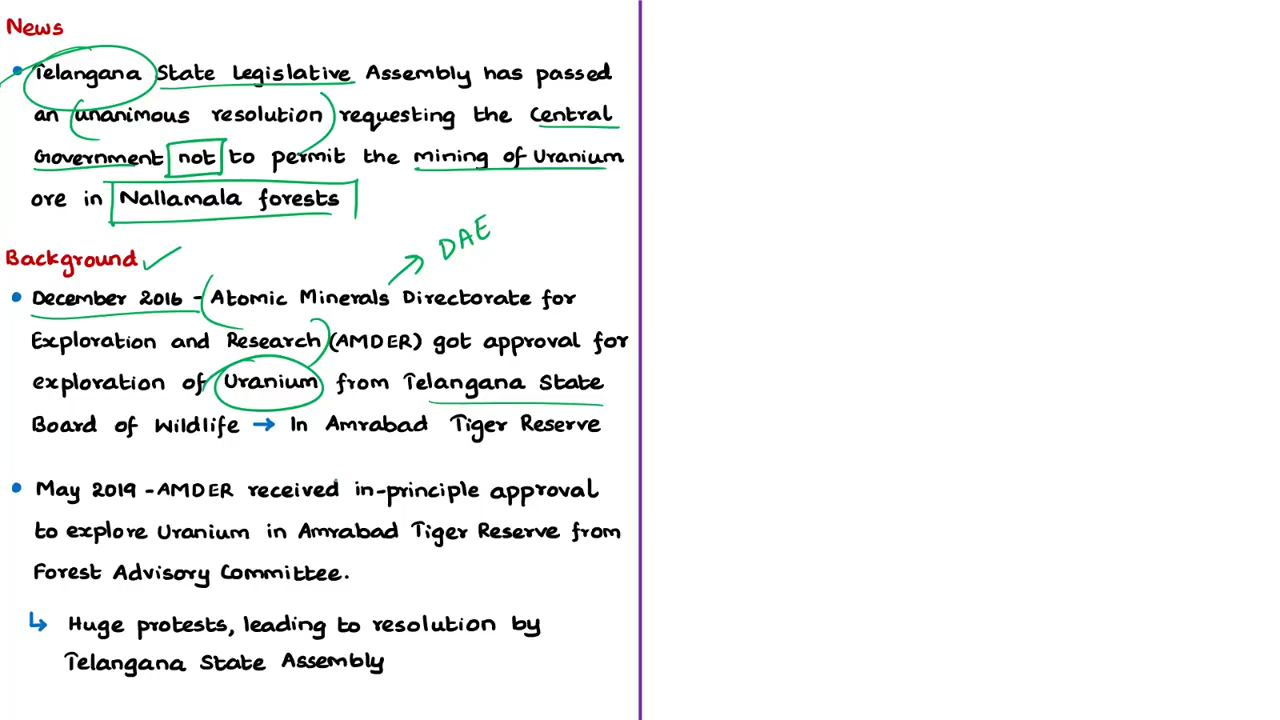 News
• Telangana State Legislative Assembly has passed
an unanimous resolution requesting the Central
Government not to permit the mining of Uranium
ore in Nallamala forests
DAE
Background
• December 2016 - Atomic Minerals Directorate for
Exploration and Research (AMDER) got approval for
exploration of Uranium from Telangana State
Board of Wildlife → In Amrabad Tiger Reserve
• May 2019 - AMDER received in-principle approval
to explore Uranium in Amrabad Tiger Reserve from
Forest Advisory Committee.
↳ Huge protests, leading to resolution by
Telangana State Assembly